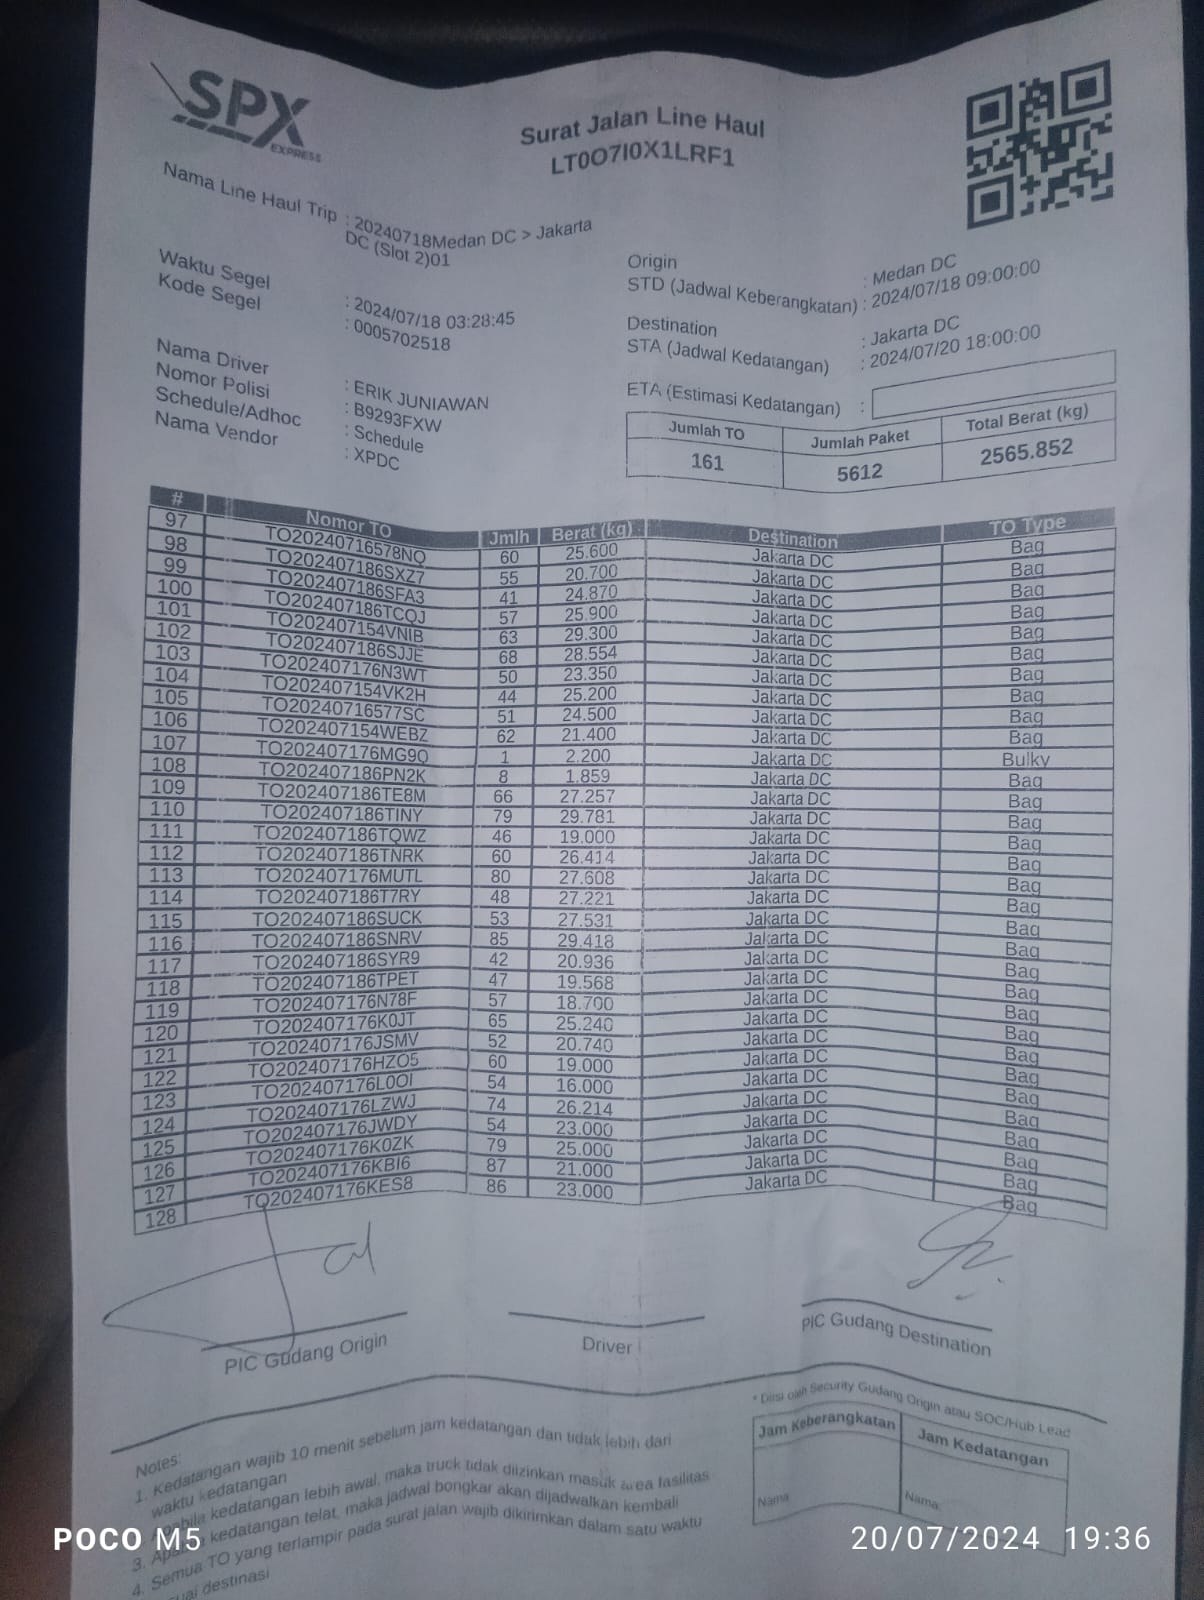 SPX
EXPRESS
Surat Jalan Line Haul
LT0O7I0X1LRF1
Nama Line Haul Trip : 20240718Medan DC > Jakarta
DC (Slot 2)01
Waktu Segel : 2024/07/18 03:28:45
Kode Segel : 0005702518
Nama Driver : ERIK JUNIAWAN
Nomor Polisi : B9293FXW
Schedule/Adhoc : Schedule
Nama Vendor : XPDC
Origin : Medan DC
STD (Jadwal Keberangkatan) : 2024/07/18 09:00:00
Destination : Jakarta DC
STA (Jadwal Kedatangan) : 2024/07/20 18:00:00
ETA (Estimasi Kedatangan) :
Jumlah TO Jumlah Paket Total Berat (kg)
161 5612 2565.852
# Nomor TO Jmlh Berat (kg) Destination TO Type
97 TO20240716578NQ 60 25.600 Jakarta DC Bag
98 TO202407186SXZ7 55 20.700 Jakarta DC Bag
99 TO202407186SFA3 41 24.870 Jakarta DC Bag
100 TO202407186TCQJ 57 25.900 Jakarta DC Bag
101 TO202407154VNIB 63 29.300 Jakarta DC Bag
102 TO202407186SJJE 68 28.554 Jakarta DC Bag
103 TO202407176N3WT 50 23.350 Jakarta DC Bag
104 TO202407154VK2H 44 25.200 Jakarta DC Bag
105 TO20240716577SC 51 24.500 Jakarta DC Bag
106 TO202407154WEBZ 62 21.400 Jakarta DC Bag
107 TO202407176MG9Q 1 2.200 Jakarta DC Bulky
108 TO202407186PN2K 8 1.859 Jakarta DC Bag
109 TO202407186TE8M 66 27.257 Jakarta DC Bag
110 TO202407186TINY 79 29.781 Jakarta DC Bag
111 TO202407186TQWZ 46 19.000 Jakarta DC Bag
112 TO202407186TNRK 60 26.414 Jakarta DC Bag
113 TO202407176MUTL 80 27.608 Jakarta DC Bag
114 TO202407186T7RY 48 27.221 Jakarta DC Bag
115 TO202407186SUCK 53 27.531 Jakarta DC Bag
116 TO202407186SNRV 85 29.418 Jakarta DC Bag
117 TO202407186SYR9 42 20.936 Jakarta DC Bag
118 TO202407186TPET 47 19.568 Jakarta DC Bag
119 TO202407176N78F 57 18.700 Jakarta DC Bag
120 TO202407176K0JT 65 25.240 Jakarta DC Bag
121 TO202407176JSMV 52 20.740 Jakarta DC Bag
122 TO202407176HZO5 60 19.000 Jakarta DC Bag
123 TO202407176L0OI 54 16.000 Jakarta DC Bag
124 TO202407176LZWJ 74 26.214 Jakarta DC Bag
125 TO202407176JWDY 54 23.000 Jakarta DC Bag
126 TO202407176K0ZK 79 25.000 Jakarta DC Bag
127 TO202407176KBI6 87 21.000 Jakarta DC Bag
128 TO202407176KES8 86 23.000 Jakarta DC Bag
PIC Gudang Origin Driver PIC Gudang Destination
* Diisi oleh Security Gudang Origin atau SOC/Hub Lead
Jam Keberangkatan Jam Kedatangan
Nama Nama
Notes:
1. Kedatangan wajib 10 menit sebelum jam kedatangan dan tidak lebih dari
waktu kedatangan
kedatangan lebih awal, maka truck tidak diizinkan masuk area fasilitas
3. kedatangan telat, maka jadwal bongkar akan dijadwalkan kembali
4. Semua TO yang terlampir pada surat jalan wajib dikirimkan dalam satu waktu
destinasi
POCO M5
20/07/2024 19:36